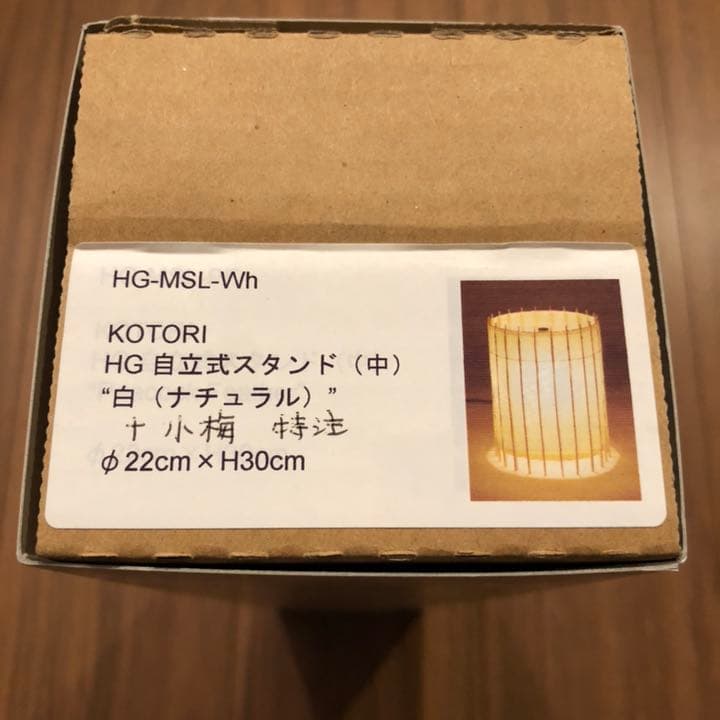 HG-MSL-Wh
KOTORI
HG 自立式スタンド（中）
“白（ナチュラル）”
+ 小梅 特注
φ22cm×H30cm